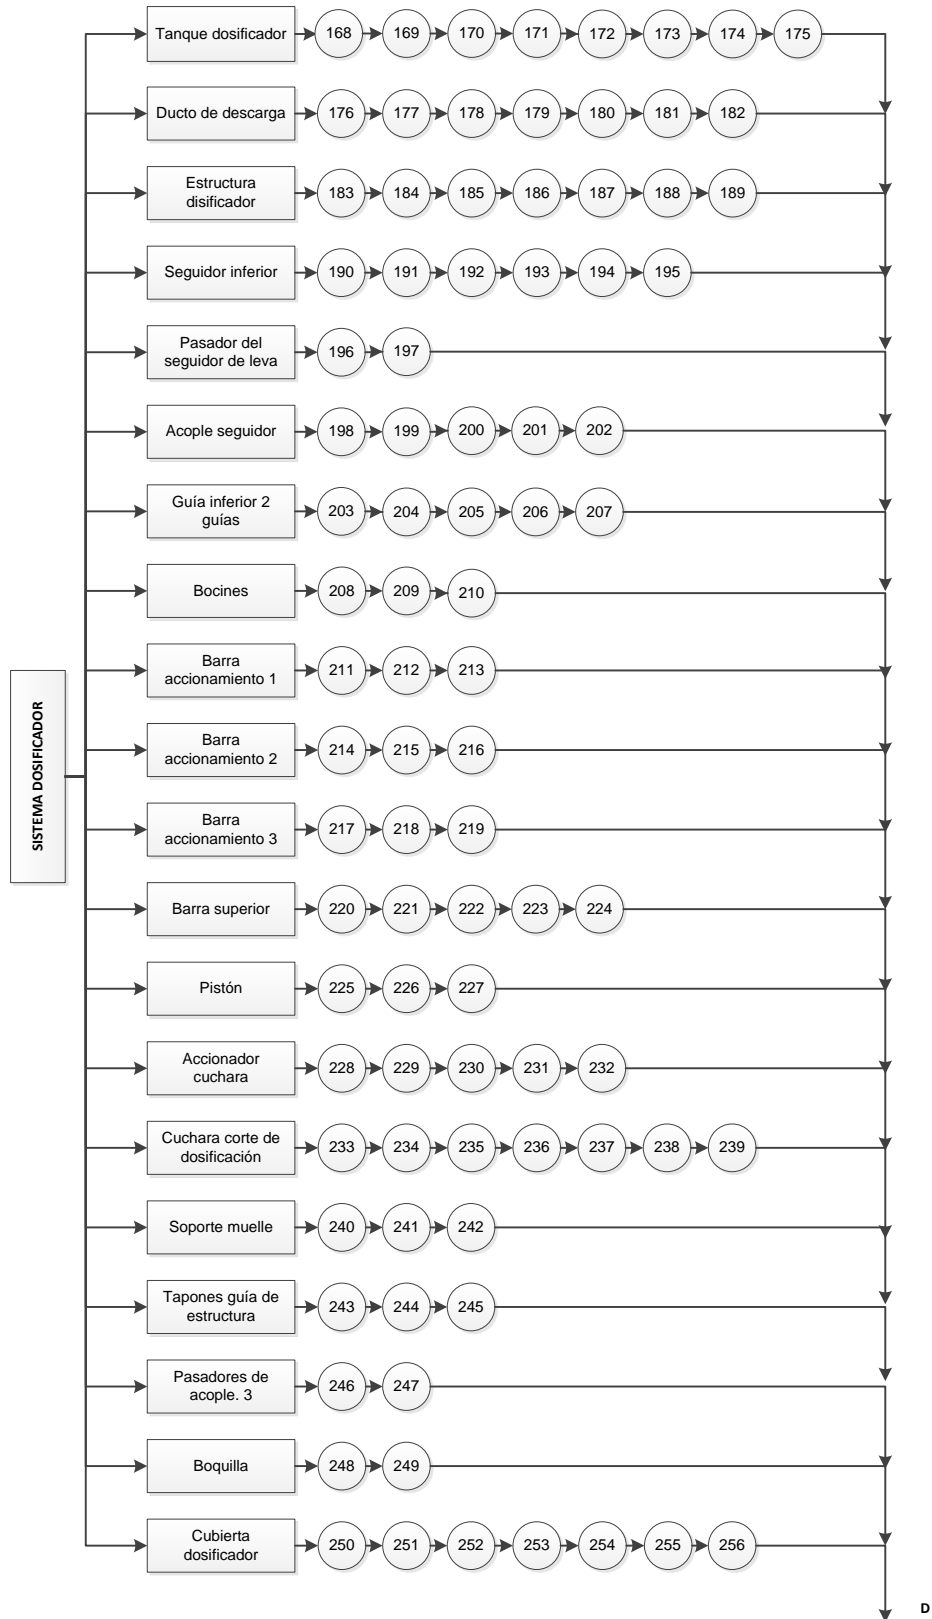 Tanque dosificador 168 169 170 171 172 173 174 175
Ducto de descarga 176 177 178 179 180 181 182
Estructura
disificador 183 184 185 186 187 188 189
Seguidor inferior 190 191 192 193 194 195
Pasador del
seguidor de leva 196 197
Acople seguidor 198 199 200 201 202
Guía inferior 2
guías 203 204 205 206 207
Bocines 208 209 210
Barra
accionamiento 1 211 212 213
SISTEMA DOSIFICADOR
Barra
accionamiento 2 214 215 216
Barra
accionamiento 3 217 218 219
Barra superior 220 221 222 223 224
Pistón 225 226 227
Accionador
cuchara 228 229 230 231 232
Cuchara corte de
dosificación 233 234 235 236 237 238 239
Soporte muelle 240 241 242
Tapones guía de
estructura 243 244 245
Pasadores de
acople. 3 246 247
Boquilla 248 249
Cubierta
dosificador 250 251 252 253 254 255 256
D